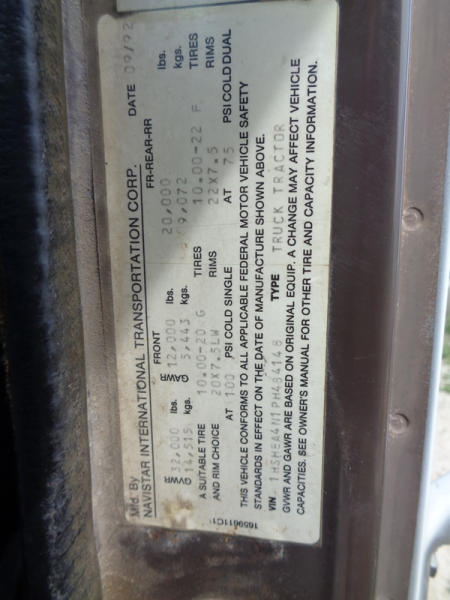 Mfd. By
NAVISTAR INTERNATIONAL TRANSPORTATION CORP. DATE 09/92
FRONT FR-REAR-RR
GVWR 32,000 lbs. GAWR 12,000 lbs. 20,000 lbs.
14,515 kgs. 5,443 kgs. 9,072 kgs.
A SUITABLE TIRE 10.00-20 G TIRES 10.00-22 F TIRES
AND RIM CHOICE 20X7.5LW RIMS 22X7.5 RIMS
AT 100 PSI COLD SINGLE AT 75 PSI COLD DUAL
THIS VEHICLE CONFORMS TO ALL APPLICABLE FEDERAL MOTOR VEHICLE SAFETY
STANDARDS IN EFFECT ON THE DATE OF MANUFACTURE SHOWN ABOVE.
VIN 1HSHEA4N1PH484148 TYPE TRUCK TRACTOR
GVWR AND GAWR ARE BASED ON ORIGINAL EQUIP. A CHANGE MAY AFFECT VEHICLE
CAPACITIES. SEE OWNER'S MANUAL FOR OTHER TIRE AND CAPACITY INFORMATION.